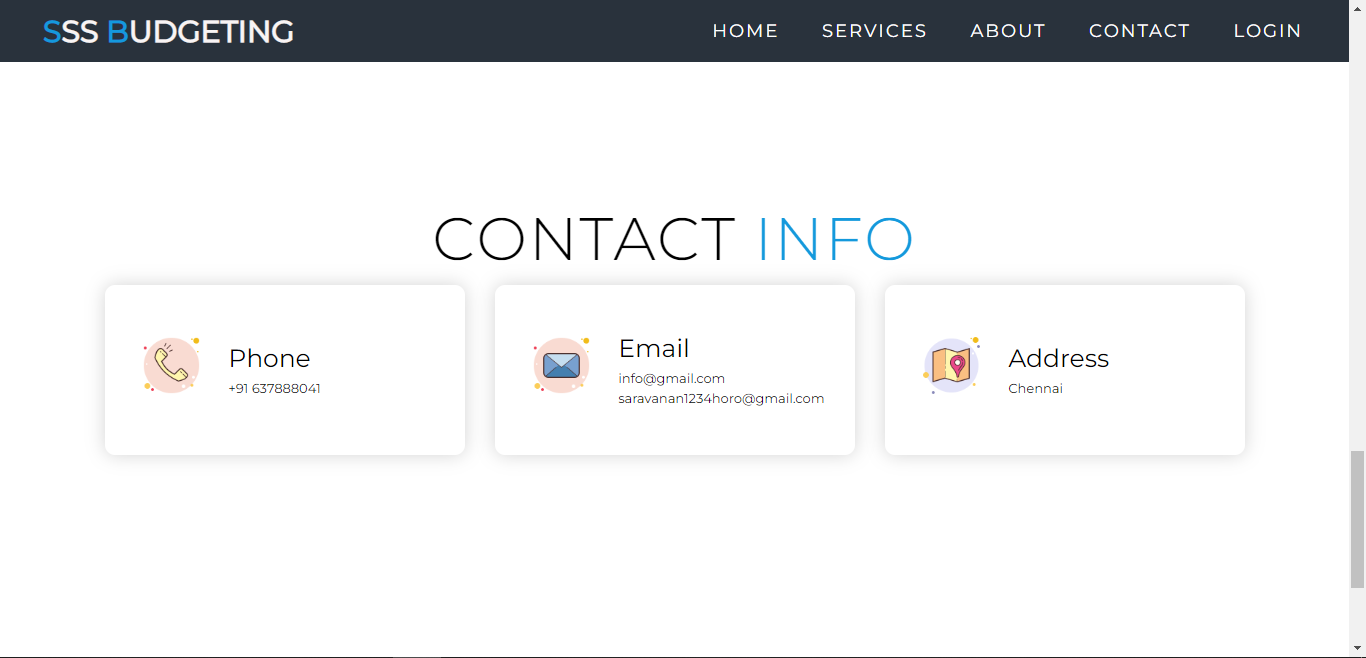 SSS BUDGETING
HOME SERVICES ABOUT CONTACT LOGIN
CONTACT INFO
Phone
+91 637888041
Email
info@gmail.com
saravanan1234horo@gmail.com
Address
Chennai